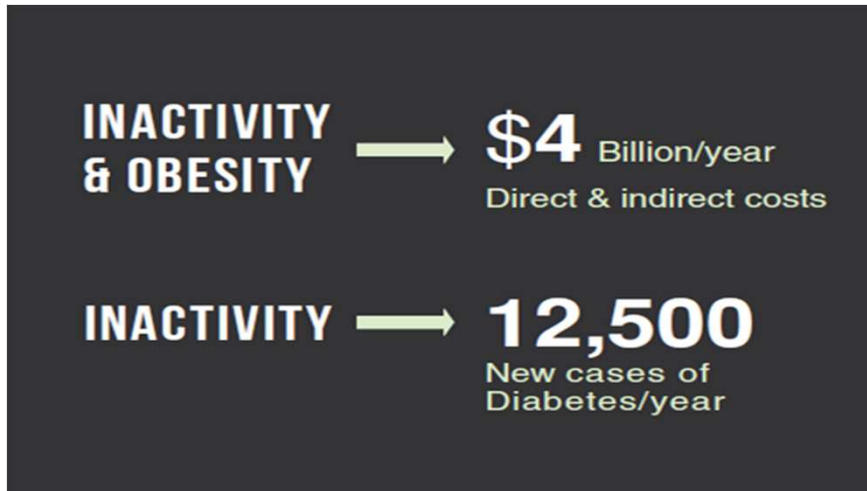 INACTIVITY
& OBESITY
$4 Billion/year
Direct & indirect costs
INACTIVITY
12,500
New cases of
Diabetes/year